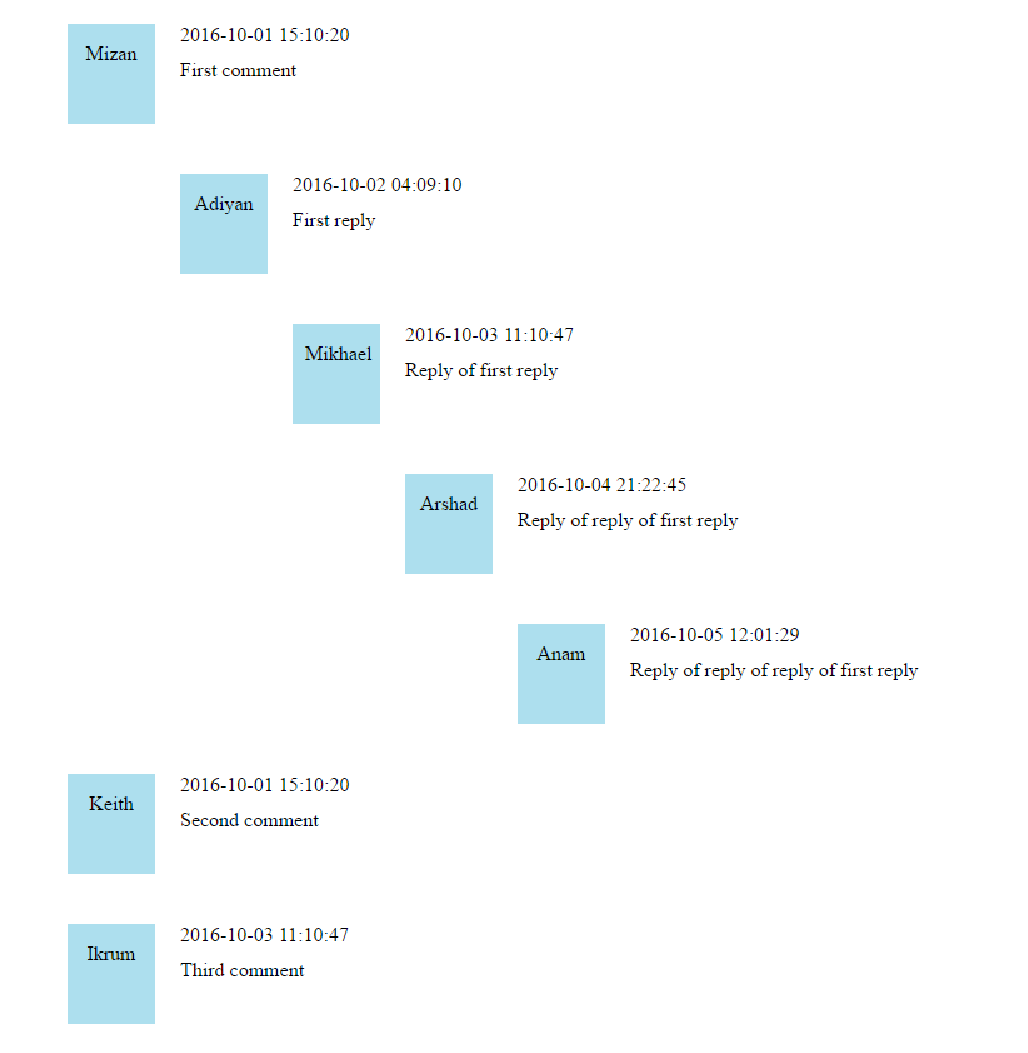 Mizan
2016-10-01 15:10:20
First comment
Adiyan
2016-10-02 04:09:10
First reply
Mikhael
2016-10-03 11:10:47
Reply of first reply
Arshad
2016-10-04 21:22:45
Reply of reply of first reply
Anam
2016-10-05 12:01:29
Reply of reply of reply of first reply
Keith
2016-10-01 15:10:20
Second comment
Ikrum
2016-10-03 11:10:47
Third comment